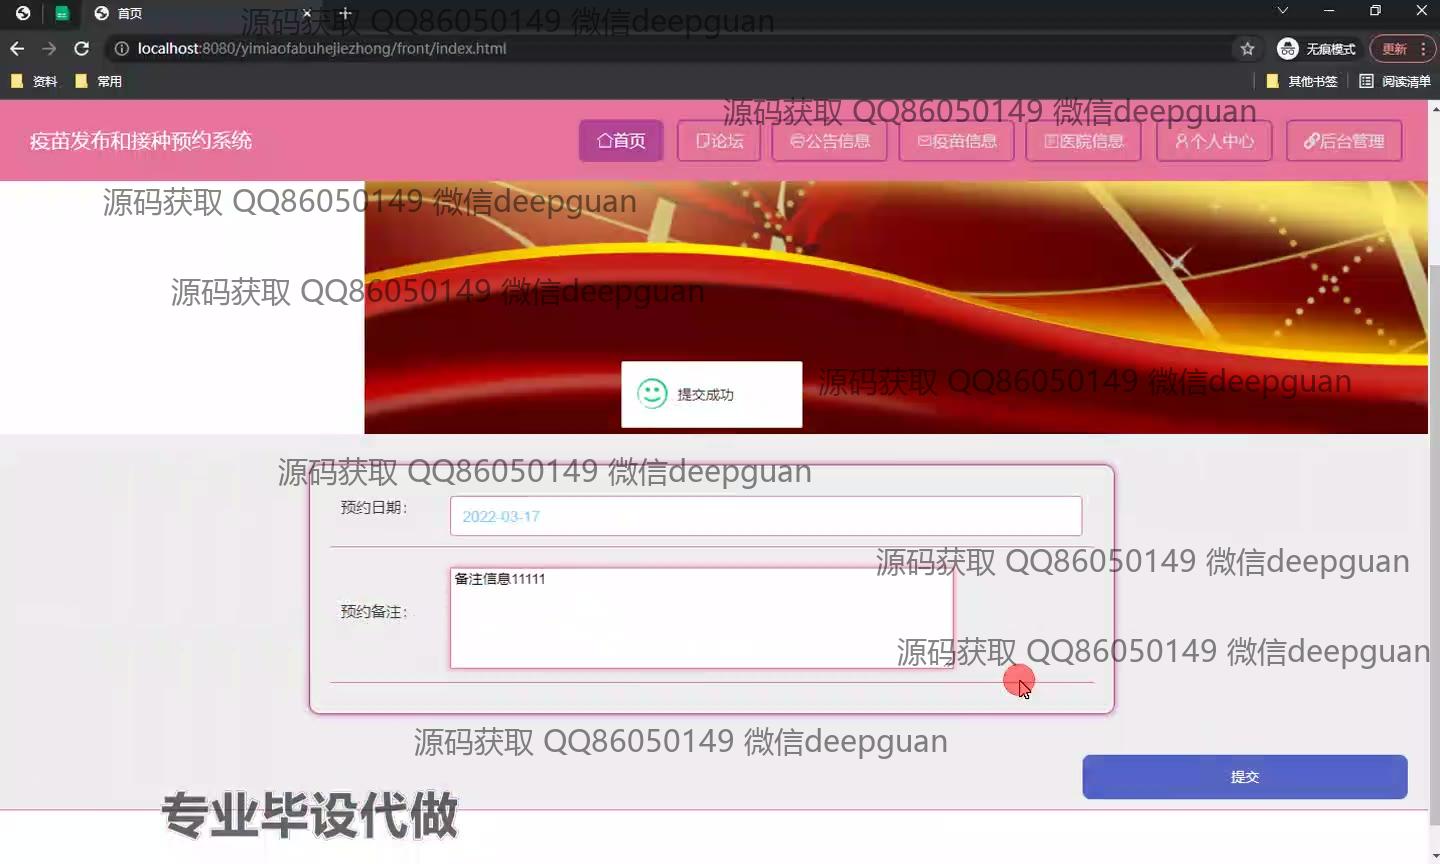 首页
源码获取 QQ86050149 微信deepguan
localhost:8080/yimiaofabuhejiezhong/front/index.html
无痕模式
更新
资料
常用
其他书签
阅读清单
源码获取 QQ86050149 微信deepguan
疫苗发布和接种预约系统
首页
论坛
公告信息
疫苗信息
医院信息
个人中心
后台管理
源码获取 QQ86050149 微信deepguan
源码获取 QQ86050149 微信deepguan
提交成功
源码获取 QQ86050149 微信deepguan
源码获取 QQ86050149 微信deepguan
预约日期：
2022-03-17
源码获取 QQ86050149 微信deepguan
预约备注：
备注信息11111
源码获取 QQ86050149 微信deepguan
源码获取 QQ86050149 微信deepguan
提交
专业毕设代做